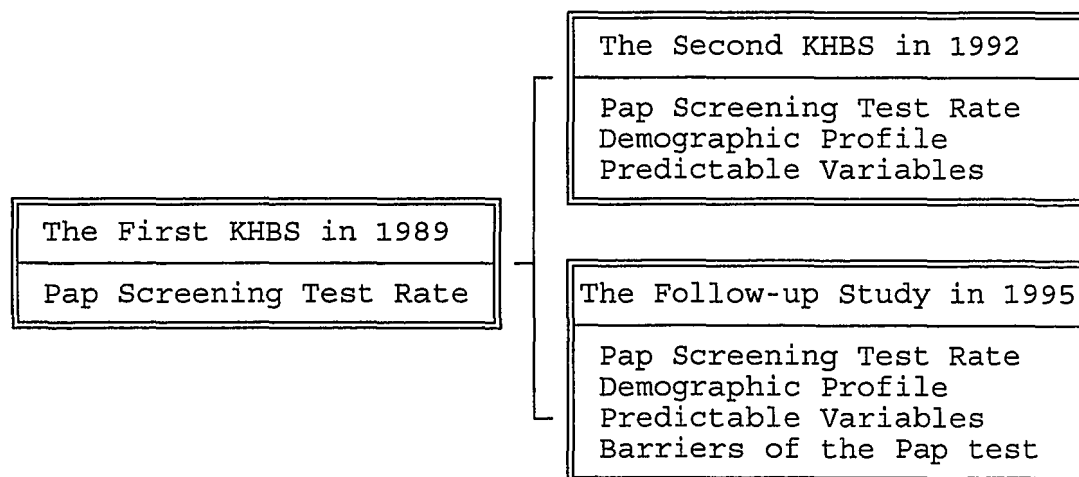 The First KHBS in 1989
Pap Screening Test Rate
The Second KHBS in 1992
Pap Screening Test Rate
Demographic Profile
Predictable Variables
The Follow-up Study in 1995
Pap Screening Test Rate
Demographic Profile
Predictable Variables
Barriers of the Pap test